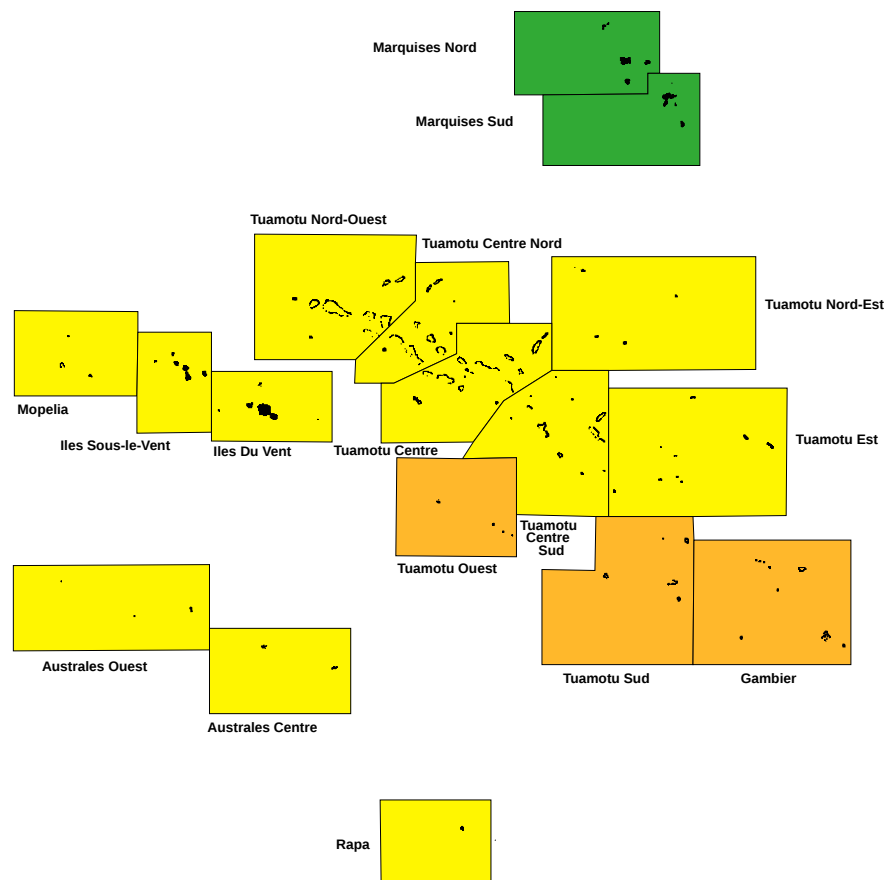 Marquises Nord
Marquises Sud
Tuamotu Nord-Ouest
Tuamotu Centre Nord
Tuamotu Nord-Est
Mopelia
Iles Sous-le-Vent
Iles Du Vent
Tuamotu Centre
Tuamotu Est
Tuamotu
Centre
Sud
Tuamotu Ouest
Australes Ouest
Tuamotu Sud
Gambier
Australes Centre
Rapa